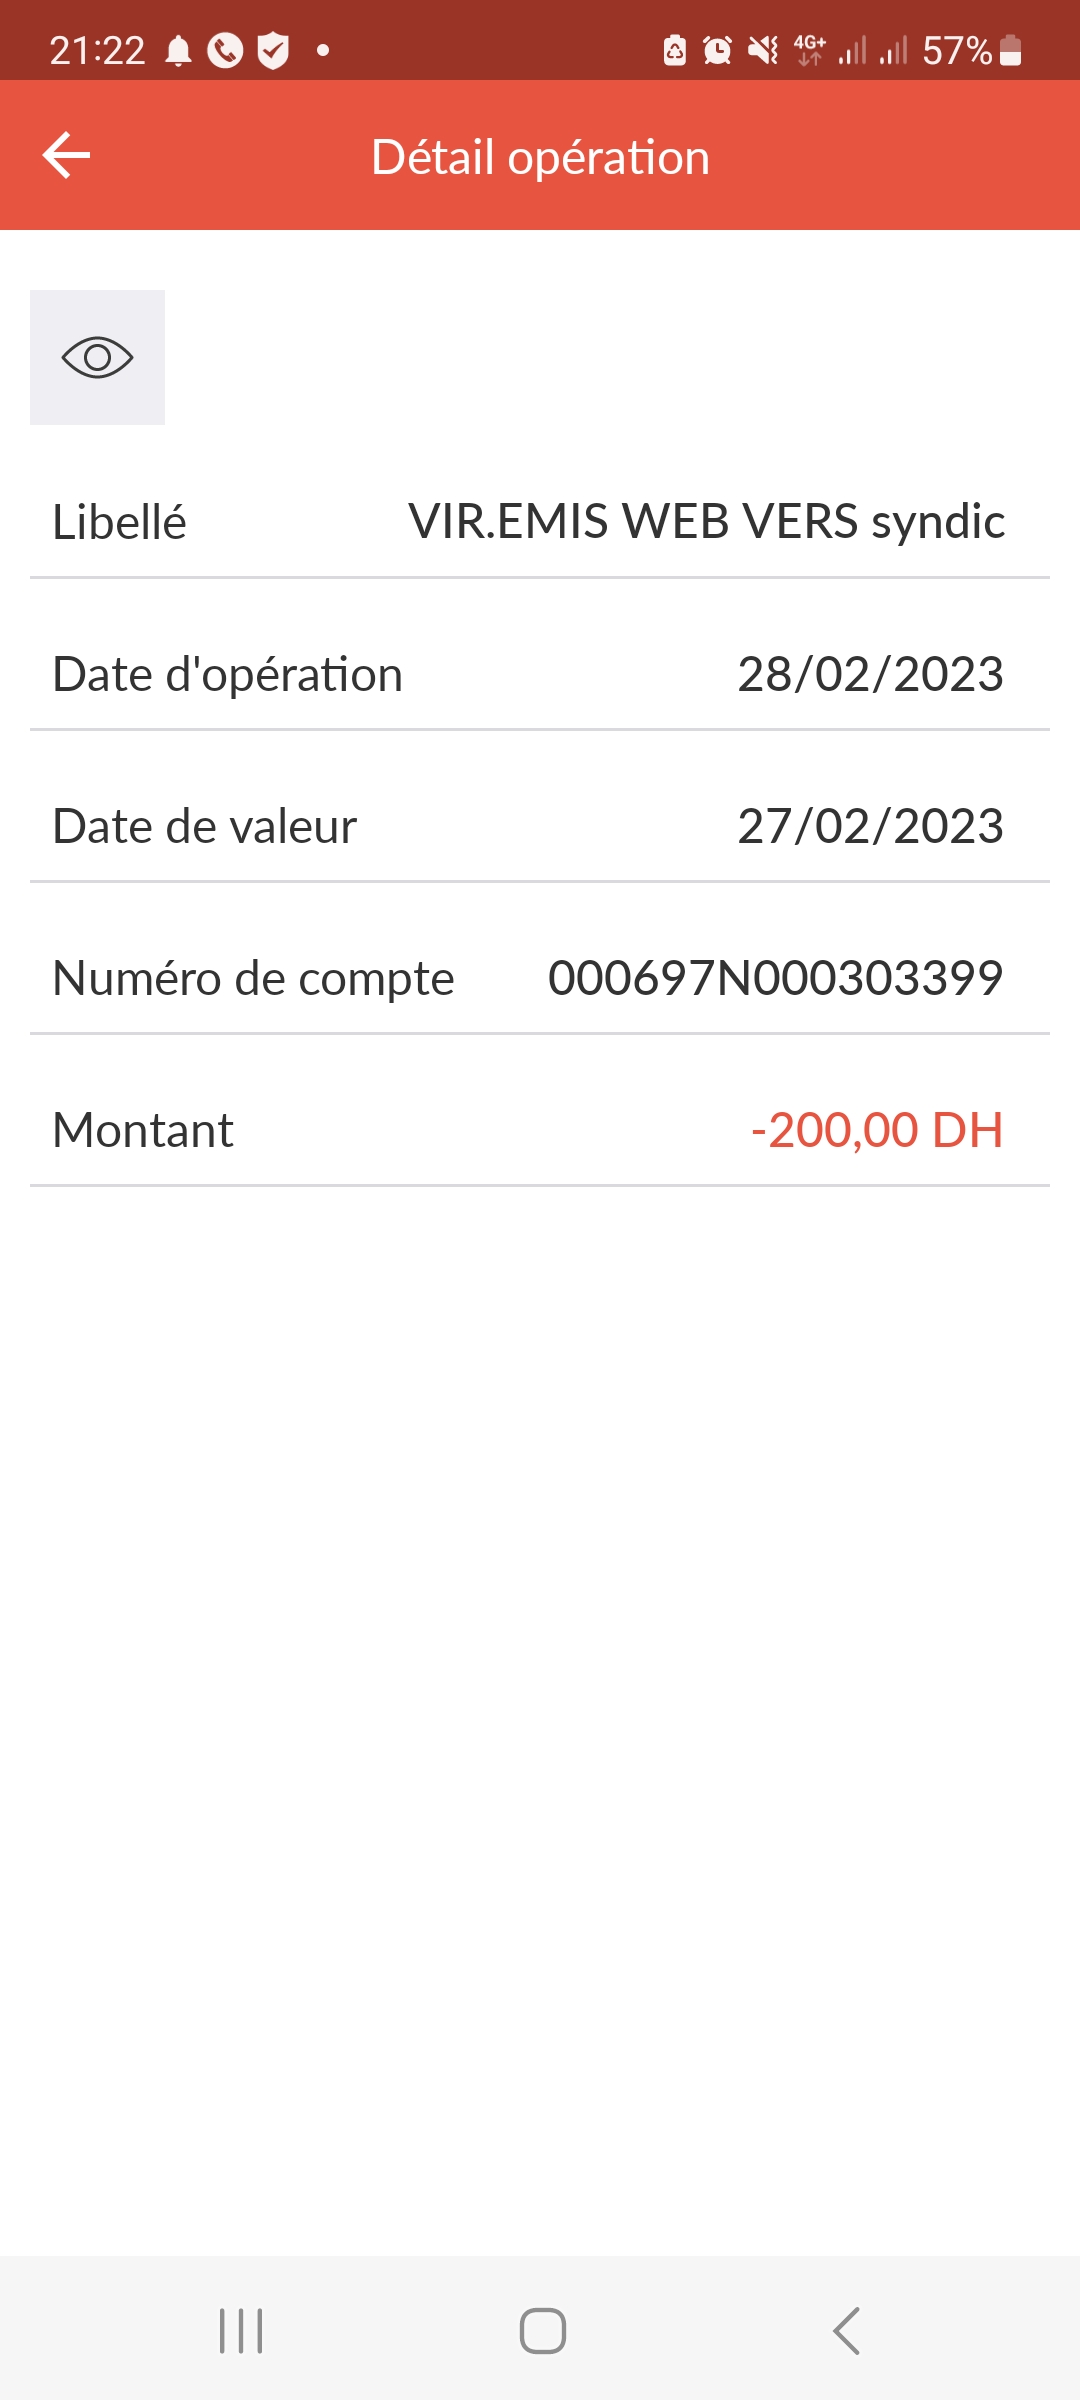 21:22 4G+ 57%
Détail opération
Libellé VIR.EMIS WEB VERS syndic
Date d'opération 28/02/2023
Date de valeur 27/02/2023
Numéro de compte 000697N000303399
Montant -200,00 DH